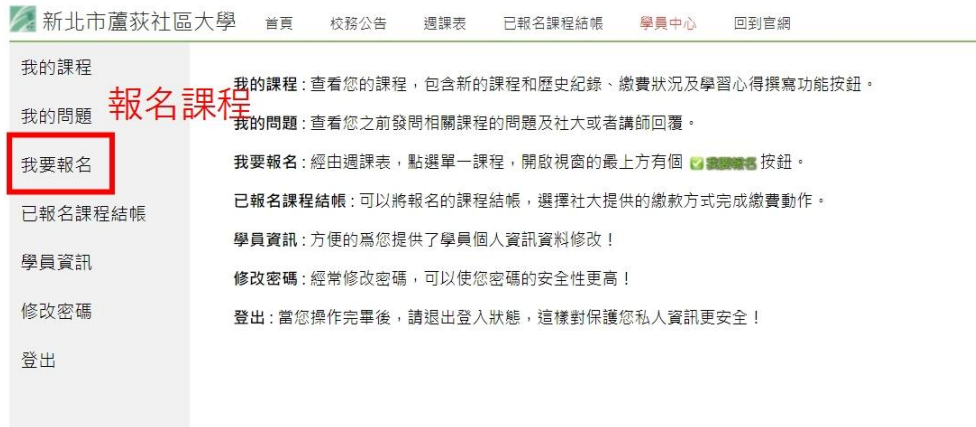 新北市蘆荻社區大學 首頁 校務公告 週課表 已報名課程結帳 學員中心 回到官網
我的課程
我的問題
報名課程
我要報名
已報名課程結帳
學員資訊
修改密碼
登出
我的課程 : 查看您的課程，包含新的課程和歷史紀錄、繳費狀況及學習心得撰寫功能按鈕。
我的問題 : 查看您之前發問相關課程的問題及社大或者講師回覆。
我要報名 : 經由週課表，點選單一課程，開啟視窗的最上方有個 我要報名 按鈕。
已報名課程結帳 : 可以將報名的課程結帳，選擇社大提供的繳款方式完成繳費動作。
學員資訊 : 方便的爲您提供了學員個人資訊資料修改！
修改密碼 : 經常修改密碼，可以使您密碼的安全性更高！
登出 : 當您操作完畢後，請退出登入狀態，這樣對保護您私人資訊更安全！